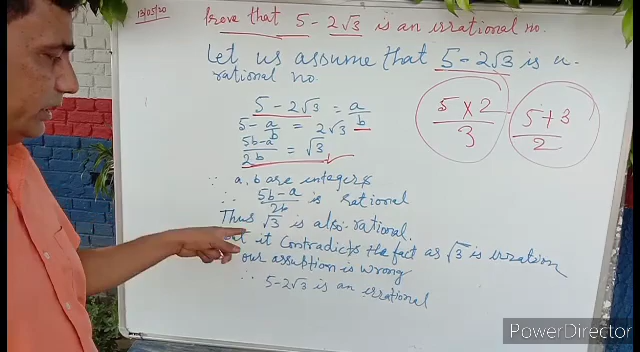 13/05/20
Prove that 5 - 2√3 is an irrational no.
Let us assume that 5 - 2√3 is a
rational no.
5 - 2√3 = a/b
5 - a/b = 2√3
(5b - a)/2b = √3
(5 × 2)/3
(5 + 3)/2
∵ a, b are integers
∴ (5b - a)/2b is rational
Thus √3 is also rational.
it Contradicts the fact as √3 is irration
our assuption is wrong
∴ 5 - 2√3 is an irrational
PowerDirector